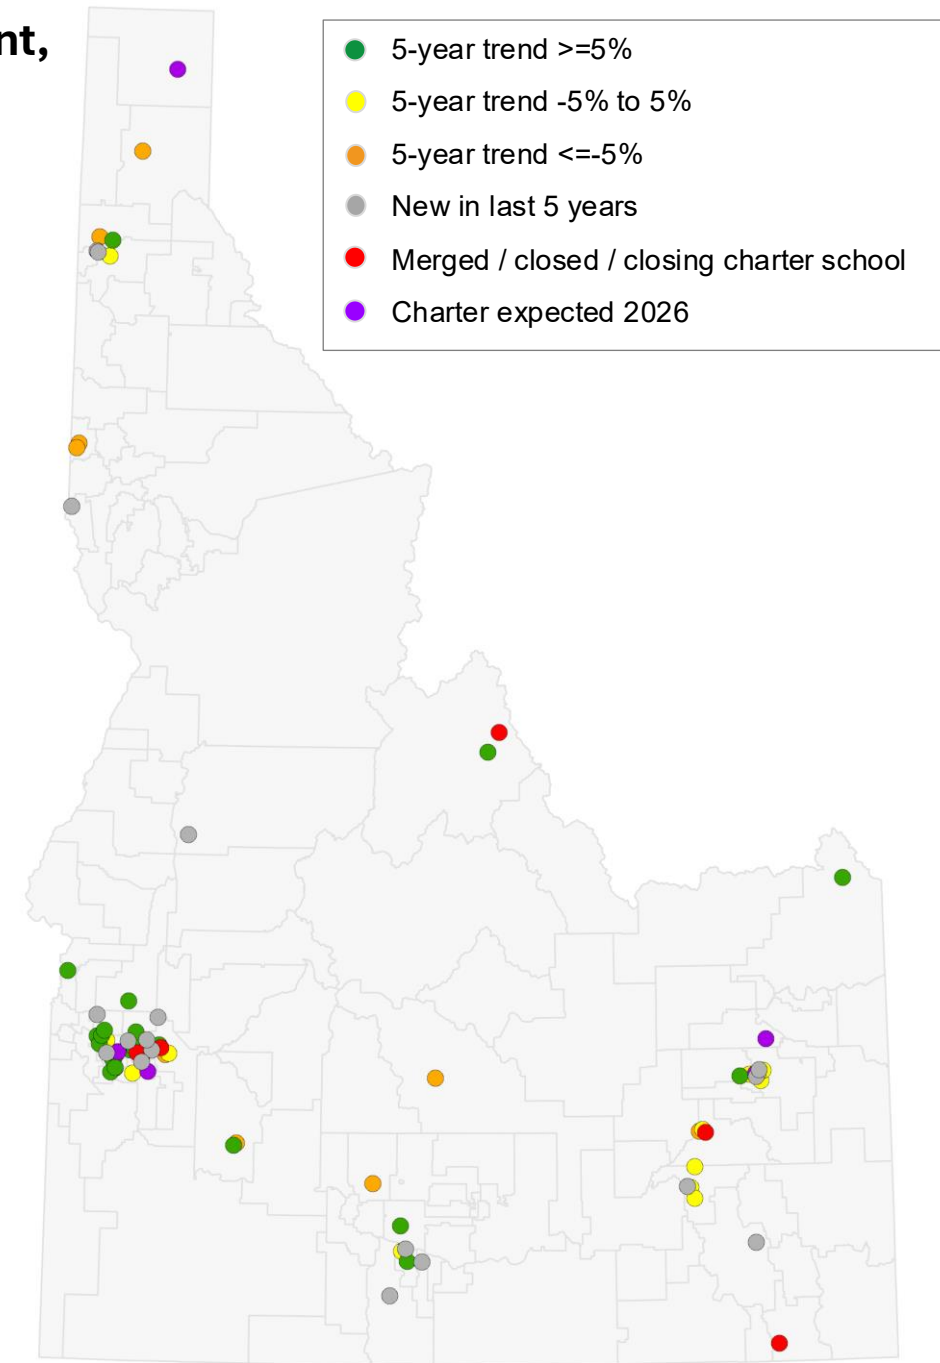 nt,
5-year trend >=5%
5-year trend -5% to 5%
5-year trend <=-5%
New in last 5 years
Merged / closed / closing charter school
Charter expected 2026